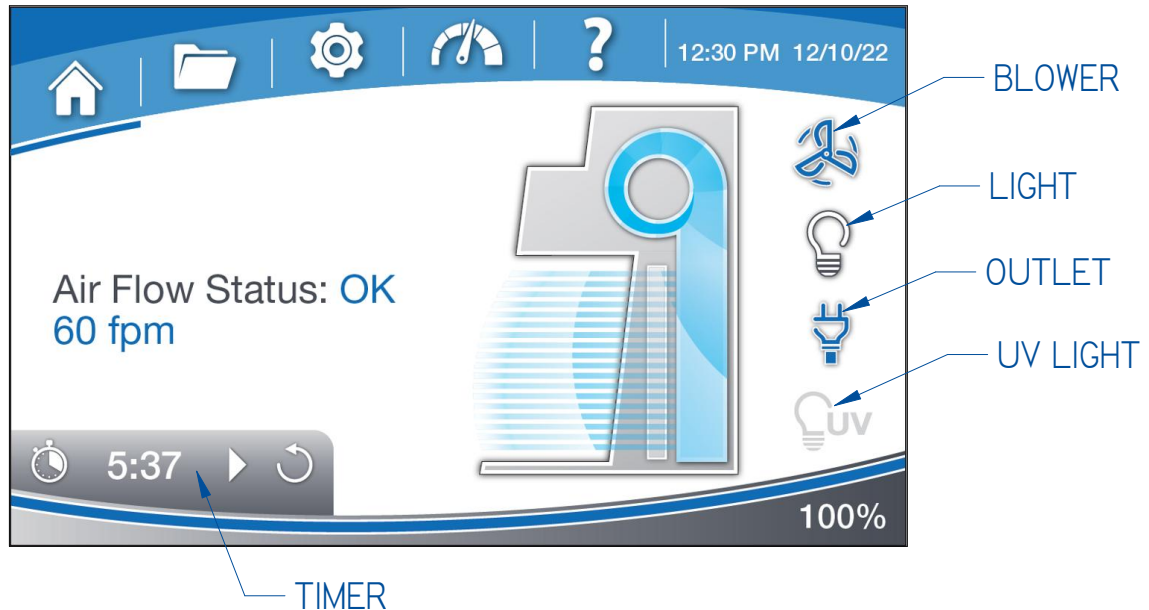 ?
12:30 PM 12/10/22
BLOWER
LIGHT
OUTLET
UV LIGHT
Air Flow Status: OK
60 fpm
UV
5:37
100%
TIMER